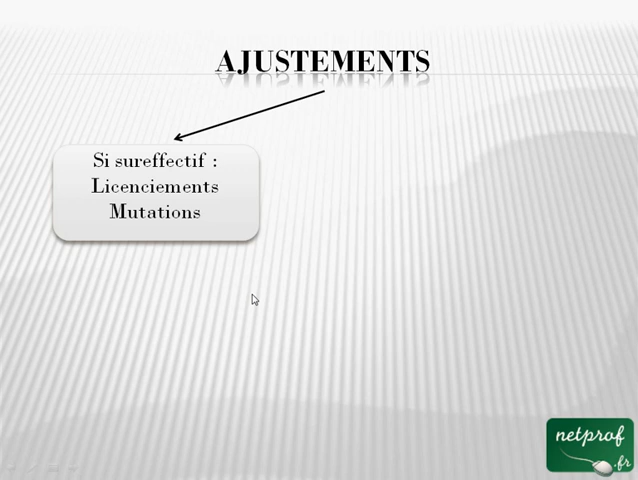 AJUSTEMENTS
Si sureffectif :
Licenciements
Mutations
netprof
.fr